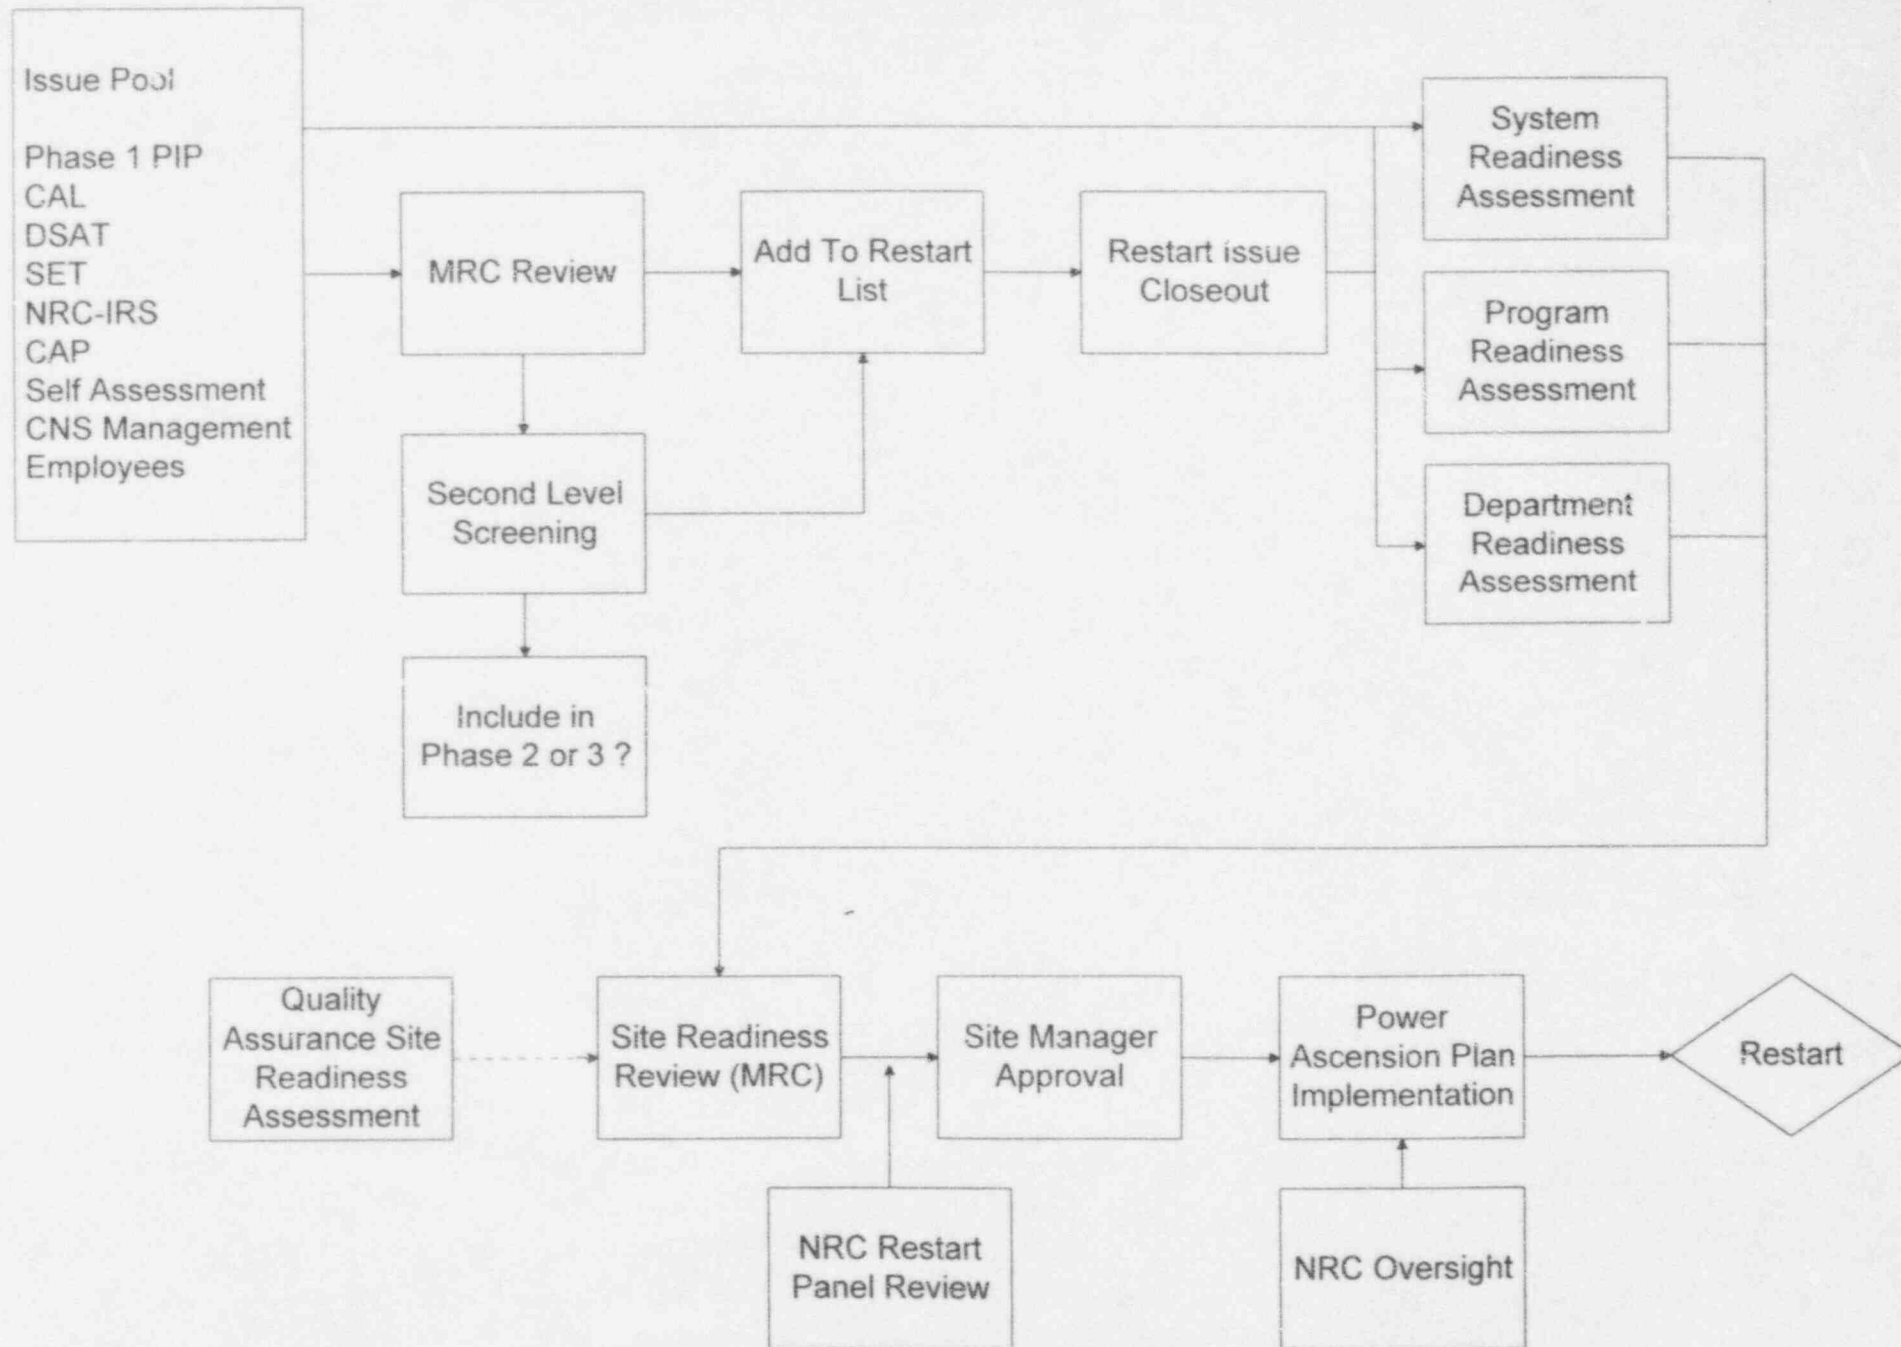 Issue Pool
Phase 1 PIP
CAL
DSAT
SET
NRC-IRS
CAP
Self Assessment
CNS Management
Employees
MRC Review
Add To Restart
List
Restart issue
Closeout
System
Readiness
Assessment
Program
Readiness
Assessment
Department
Readiness
Assessment
Second Level
Screening
Include in
Phase 2 or 3 ?
Quality
Assurance Site
Readiness
Assessment
Site Readiness
Review (MRC)
Site Manager
Approval
Power
Ascension Plan
Implementation
Restart
NRC Restart
Panel Review
NRC Oversight